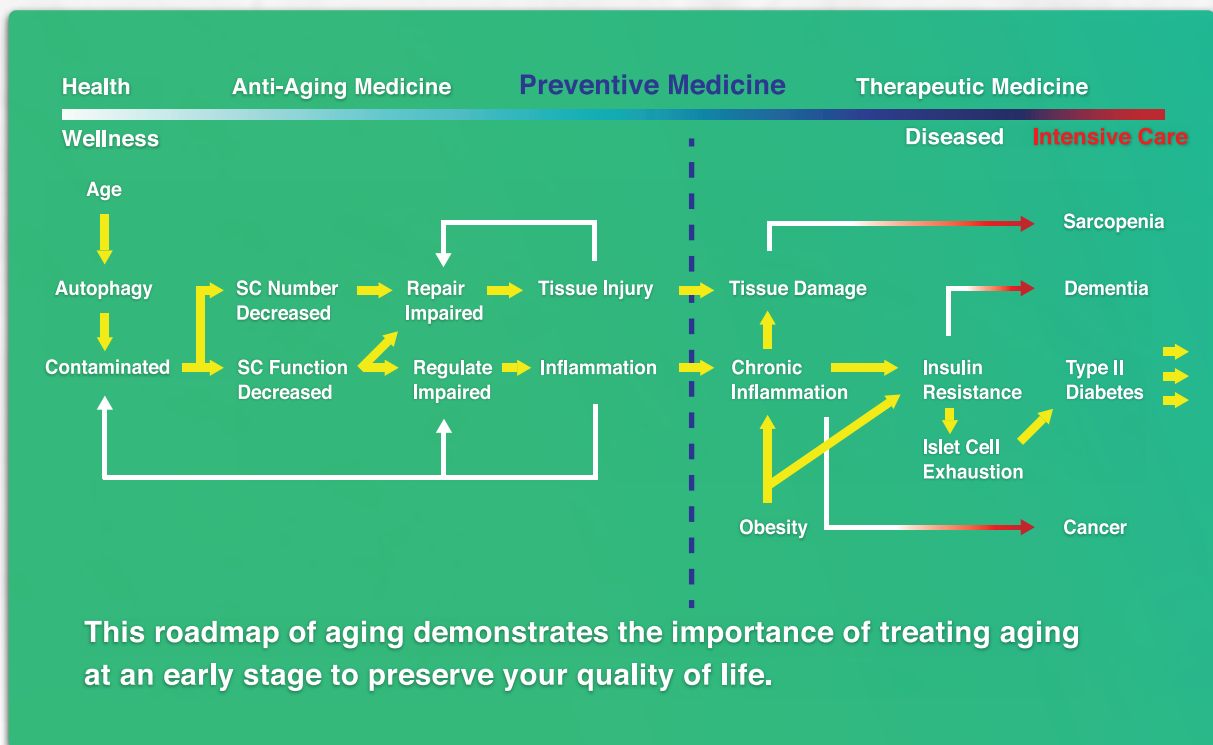 Health
Anti-Aging Medicine
Preventive Medicine
Therapeutic Medicine
Wellness
Diseased
Intensive Care
Age
Sarcopenia
Autophagy
SC Number
Decreased
Repair
Impaired
Tissue Injury
Tissue Damage
Dementia
Contaminated
SC Function
Decreased
Regulate
Impaired
Inflammation
Chronic
Inflammation
Insulin
Resistance
Type II
Diabetes
Islet Cell
Exhaustion
Obesity
Cancer
This roadmap of aging demonstrates the importance of treating aging
at an early stage to preserve your quality of life.